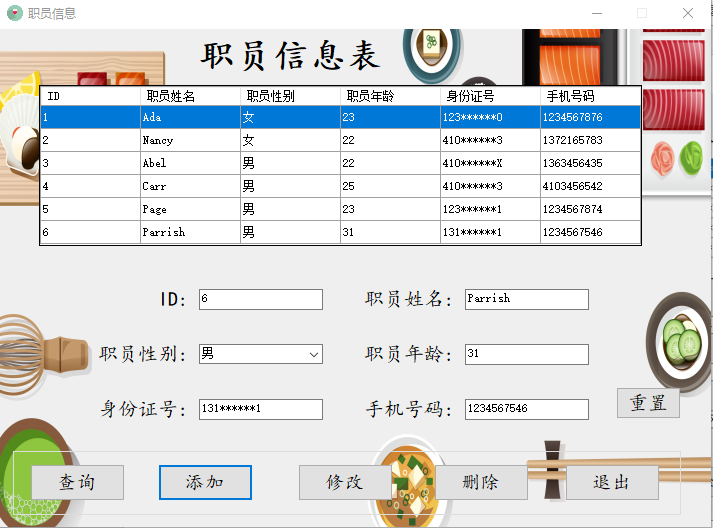 职员信息
职员信息表
ID 职员姓名 职员性别 职员年龄 身份证号 手机号码
1 Ada 女 23 123******0 1234567876
2 Nancy 女 22 410******3 1372165783
3 Abel 男 22 410******X 1363456435
4 Carr 男 25 410******3 4103456542
5 Page 男 23 123******1 1234567874
6 Parrish 男 31 131******1 1234567546
ID: 6 职员姓名: Parrish
职员性别: 男 职员年龄: 31
身份证号: 131******1 手机号码: 1234567546
重置
查询 添加 修改 删除 退出